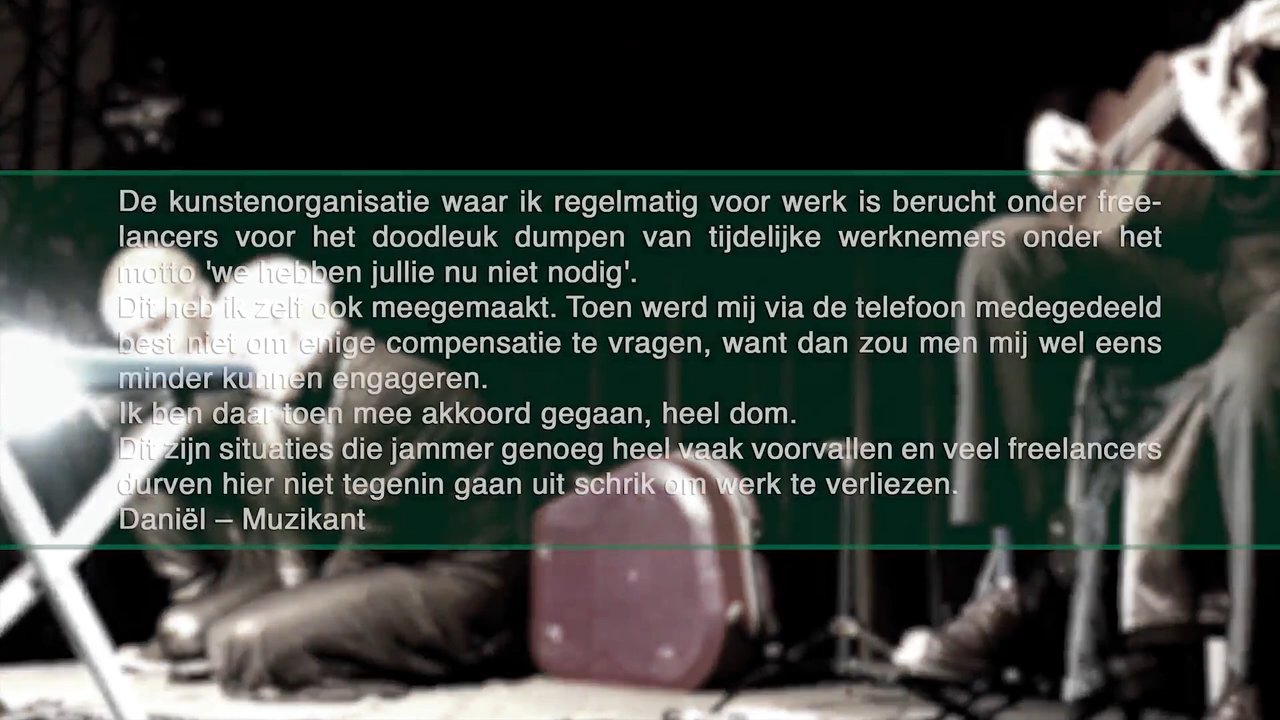 De kunstenorganisatie waar ik regelmatig voor werk is berucht onder free-
lancers voor het doodleuk dumpen van tijdelijke werknemers onder het
motto 'we hebben jullie nu niet nodig'.
Dit heb ik zelf ook meegemaakt. Toen werd mij via de telefoon medegedeeld
best niet om enige compensatie te vragen, want dan zou men mij wel eens
minder kunnen engageren.
Ik ben daar toen mee akkoord gegaan, heel dom.
Dit zijn situaties die jammer genoeg heel vaak voorvallen en veel freelancers
durven hier niet tegenin gaan uit schrik om werk te verliezen.
Daniël – Muzikant